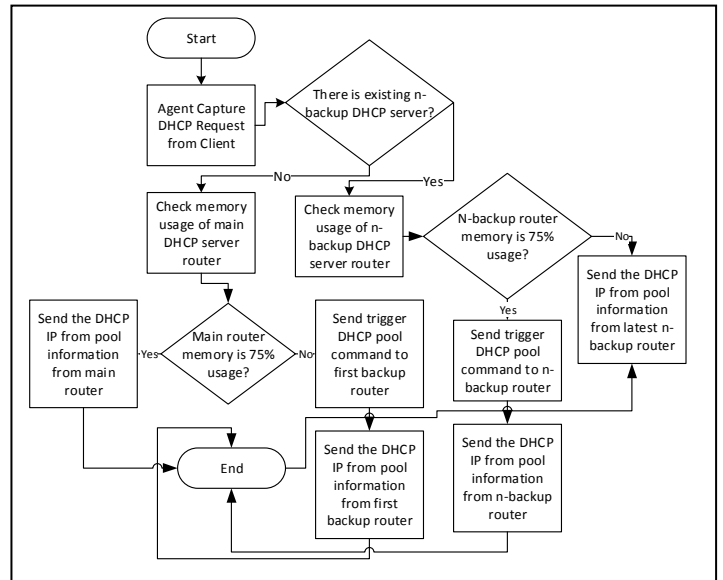 Start
Agent Capture
DHCP Request
from Client
There is existing n-
backup DHCP server?
No
Yes
Check memory
usage of main
DHCP server
router
Check memory
usage of n-
backup DHCP
server router
N-backup router
memory is 75%
usage?
No
Yes
Send the DHCP
IP from pool
information
from latest n-
backup router
Send the DHCP
IP from pool
information
from main
router
Yes
Main router
memory is 75%
usage?
No
Send trigger
DHCP pool
command to
first backup
router
Send trigger
DHCP pool
command to n-
backup router
End
Send the DHCP
IP from pool
information
from first
backup router
Send the DHCP
IP from pool
information
from n-backup
router